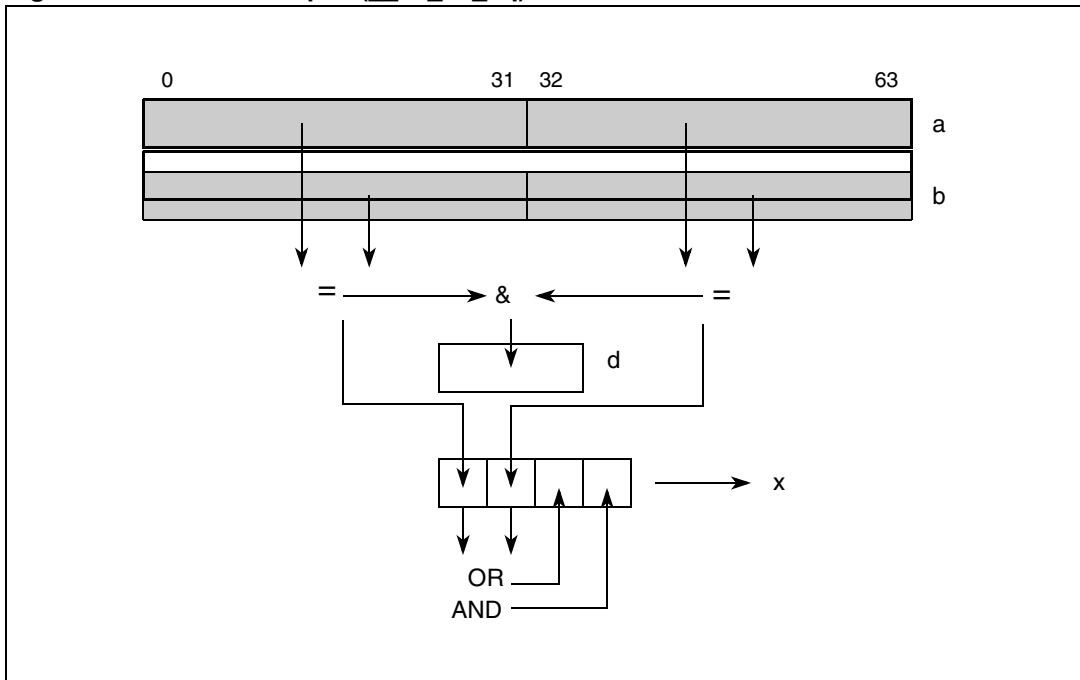 0 31 32 63
a
b
= & =
d
x
OR
AND